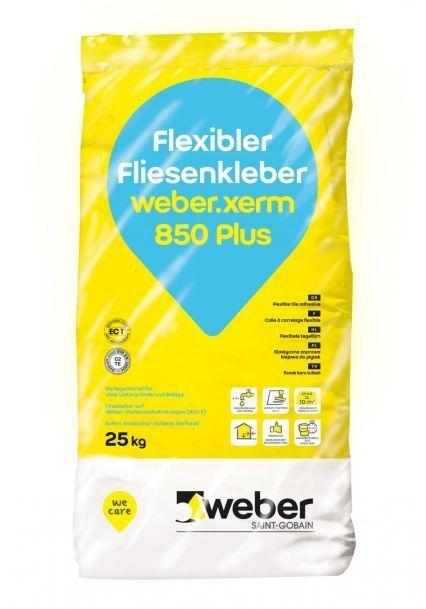 Flexibler
Fliesenkleber
weber.xerm
850 Plus
GB
Flexible tile adhesive
F
Colle à carrelage flexible
NL
Flexibele tegellijm
PL
Elastyczna zaprawa
klejowa do płytek
TR
Esnek karo tutkalı
EC1
C2
TE
Verlegemörtel für
viele Untergründe und Beläge
Einsetzbar auf
Weber-Verbundabdichtungen (AIV-F)
Sofort einsetzbar da keine Reifezeit
25 kg
10 m²
we
care
weber
SAINT-GOBAIN